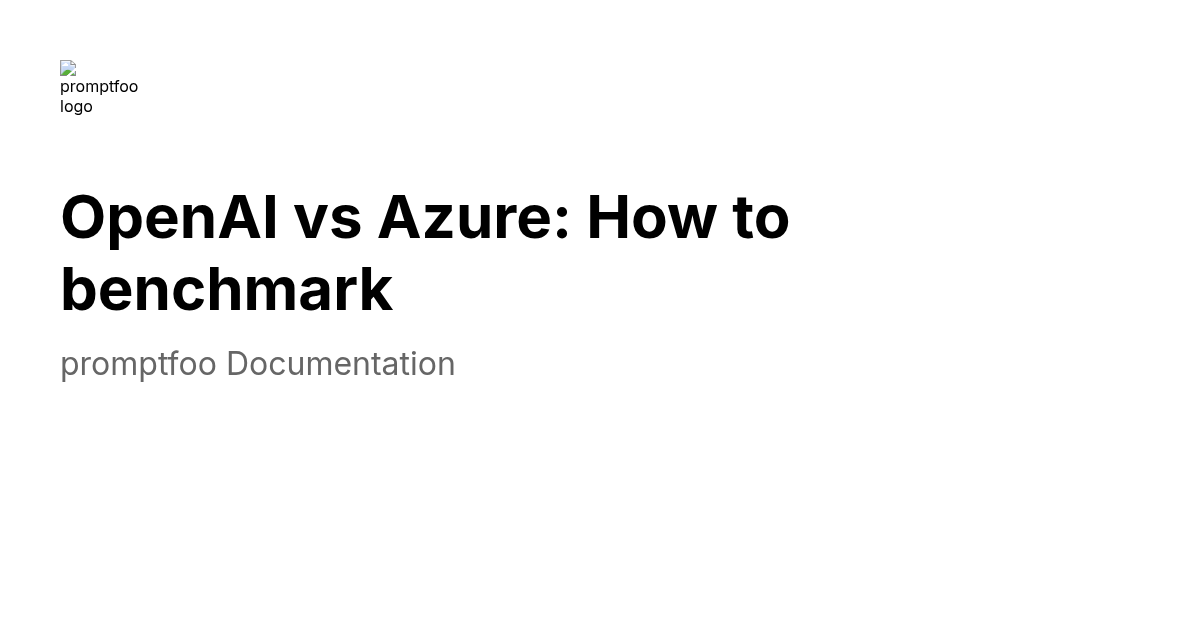 promptfoo
logo
OpenAI vs Azure: How to
benchmark
promptfoo Documentation